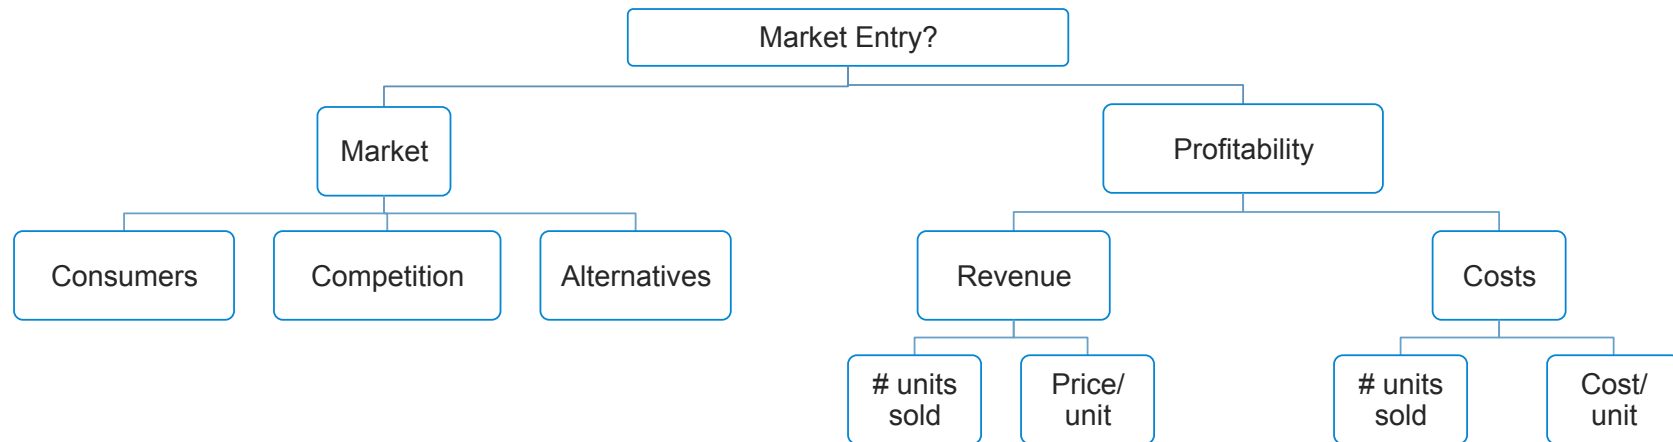 Market Entry?
Market
Profitability
Consumers
Competition
Alternatives
Revenue
Costs
# units
sold
Price/
unit
# units
sold
Cost/
unit